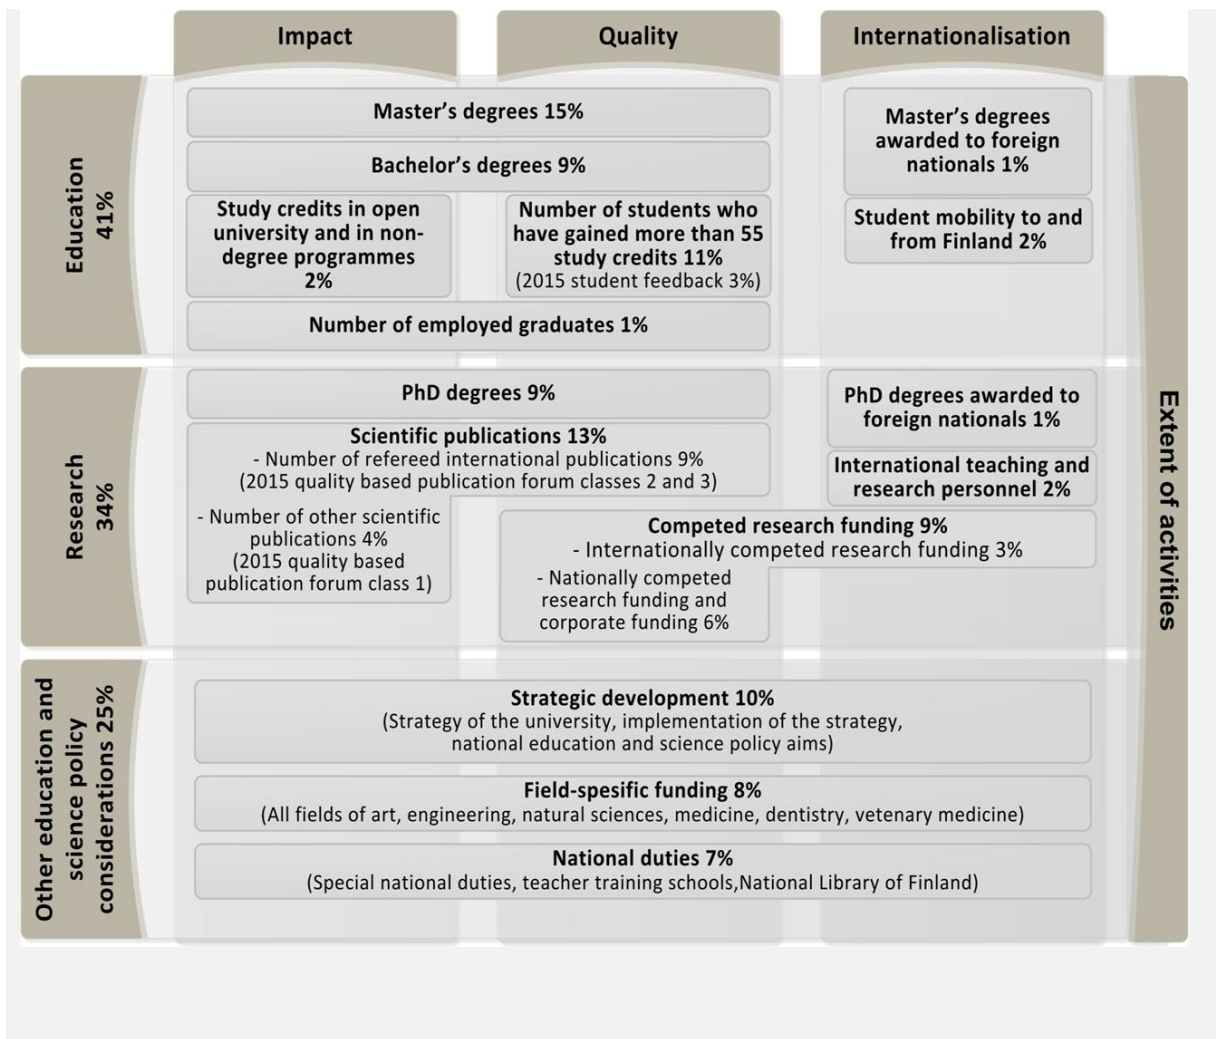 Impact
Quality
Internationalisation
Education
41%
Master's degrees 15%
Bachelor's degrees 9%
Study credits in open
university and in non-
degree programmes
2%
Number of students who
have gained more than 55
study credits 11%
(2015 student feedback 3%)
Number of employed graduates 1%
Master's degrees
awarded to foreign
nationals 1%
Student mobility to and
from Finland 2%
Research
34%
PhD degrees 9%
Scientific publications 13%
- Number of refereed international publications 9%
(2015 quality based publication forum classes 2 and 3)
- Number of other scientific
publications 4%
(2015 quality based
publication forum class 1)
PhD degrees awarded to
foreign nationals 1%
International teaching and
research personnel 2%
Competed research funding 9%
- Internationally competed research funding 3%
- Nationally competed
research funding and
corporate funding 6%
Other education and
science policy
considerations 25%
Strategic development 10%
(Strategy of the university, implementation of the strategy,
national education and science policy aims)
Field-spesific funding 8%
(All fields of art, engineering, natural sciences, medicine, dentistry, vetenary medicine)
National duties 7%
(Special national duties, teacher training schools,National Library of Finland)
Extent of activities